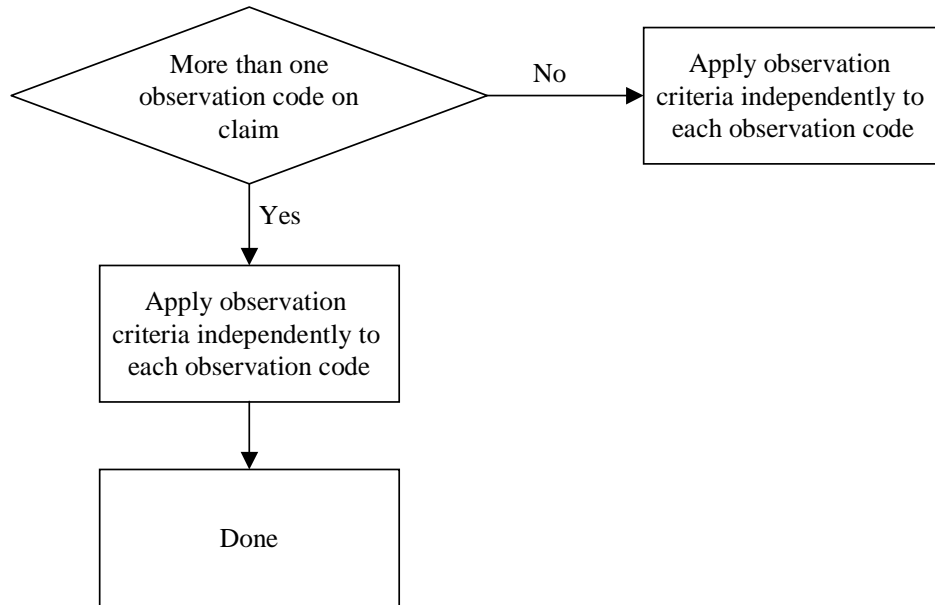 More than one
observation code on
claim
No
Apply observation
criteria independently to
each observation code
Yes
Apply observation
criteria independently to
each observation code
Done